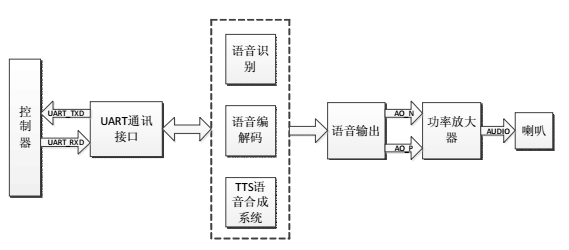 控
制
器
UART_TXD
UART_RXD
UART通讯
接口
语音识
别
语音编
解码
TTS语
音合成
系统
语音输出
AO_N
AO_P
功率放大
器
AUDIO
喇叭